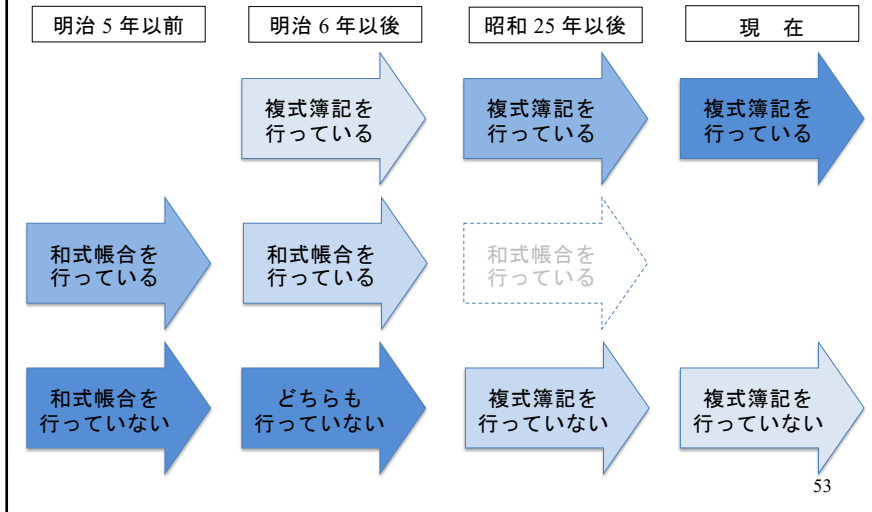 明治 5 年以前
明治 6 年以後
昭和 25 年以後
現　在
複式簿記を
行っている
複式簿記を
行っている
複式簿記を
行っている
和式帳合を
行っている
和式帳合を
行っている
和式帳合を
行っている
和式帳合を
行っていない
どちらも
行っていない
複式簿記を
行っていない
複式簿記を
行っていない
53